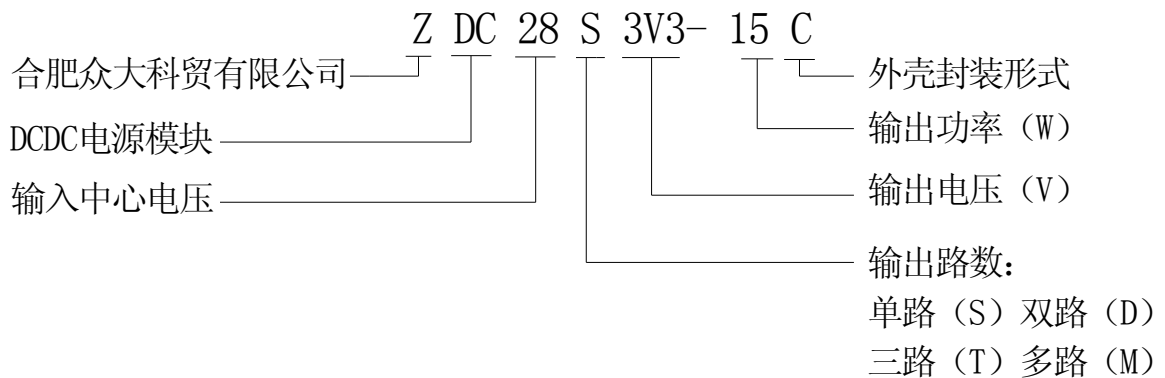 Z DC 28 S 3V3- 15 C
合肥众大科贸有限公司
外壳封装形式
DCDC电源模块
输出功率（W）
输入中心电压
输出电压（V）
输出路数：
单路（S）双路（D）
三路（T）多路（M）